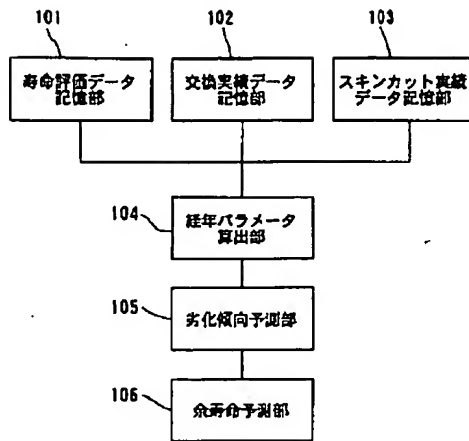 101
102
103
寿命評価データ
記憶部
交換実績データ
記憶部
スキンカット実績
データ記憶部
104
経年パラメータ
算出部
105
劣化傾向予測部
106
余寿命予測部